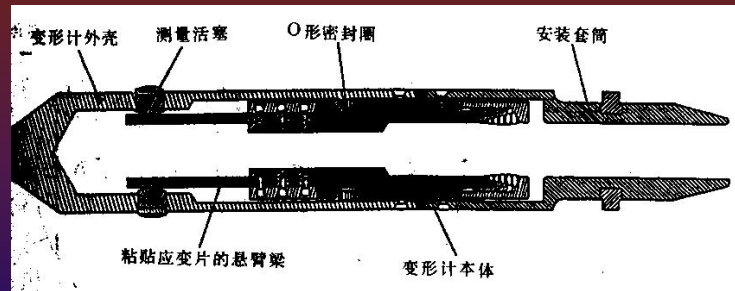 变形计外壳
测量活塞
O形密封圈
安装套筒
粘贴应变片的悬臂梁
变形计本体